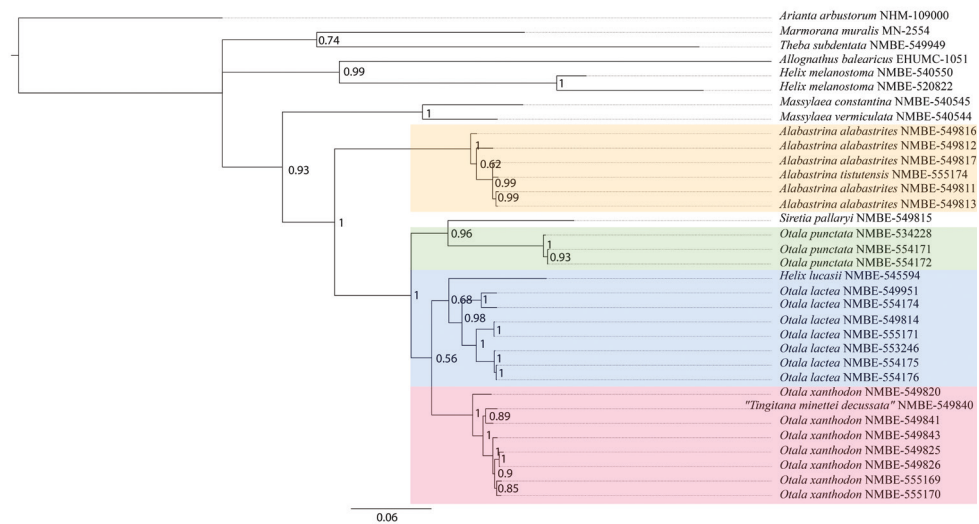 Arianta arbustorum NHM-109000
Marmorana muralis MN-2554
0.74
Theba subdentata NMBE-549949
Allognathus balearicus EHUMC-1051
0.99
Helix melanostoma NMBE-540550
1
Helix melanostoma NMBE-520822
Massylaea constantina NMBE-540545
1
Massylaea vermiculata NMBE-540544
Alabastrina alabastrites NMBE-549816
1
Alabastrina alabastrites NMBE-549812
0.93
0.62
Alabastrina alabastrites NMBE-549817
Alabastrina tistutensis NMBE-555174
0.99
Alabastrina alabastrites NMBE-549811
0.99
Alabastrina alabastrites NMBE-549813
1
Siretia pallaryi NMBE-549815
0.96
Otala punctata NMBE-534228
1
Otala punctata NMBE-554171
0.93
Otala punctata NMBE-554172
Helix lucasii NMBE-545594
1
Otala lactea NMBE-549951
0.68
1
Otala lactea NMBE-554174
0.98
Otala lactea NMBE-549814
1
Otala lactea NMBE-555171
1
Otala lactea NMBE-553246
0.56
Otala lactea NMBE-554175
1
1
Otala lactea NMBE-554176
Otala xanthodon NMBE-549820
"Tingitana minettei decussata" NMBE-549840
0.89
Otala xanthodon NMBE-549841
1
Otala xanthodon NMBE-549843
1
Otala xanthodon NMBE-549825
1
Otala xanthodon NMBE-549826
0.9
Otala xanthodon NMBE-555169
0.85
Otala xanthodon NMBE-555170
0.06